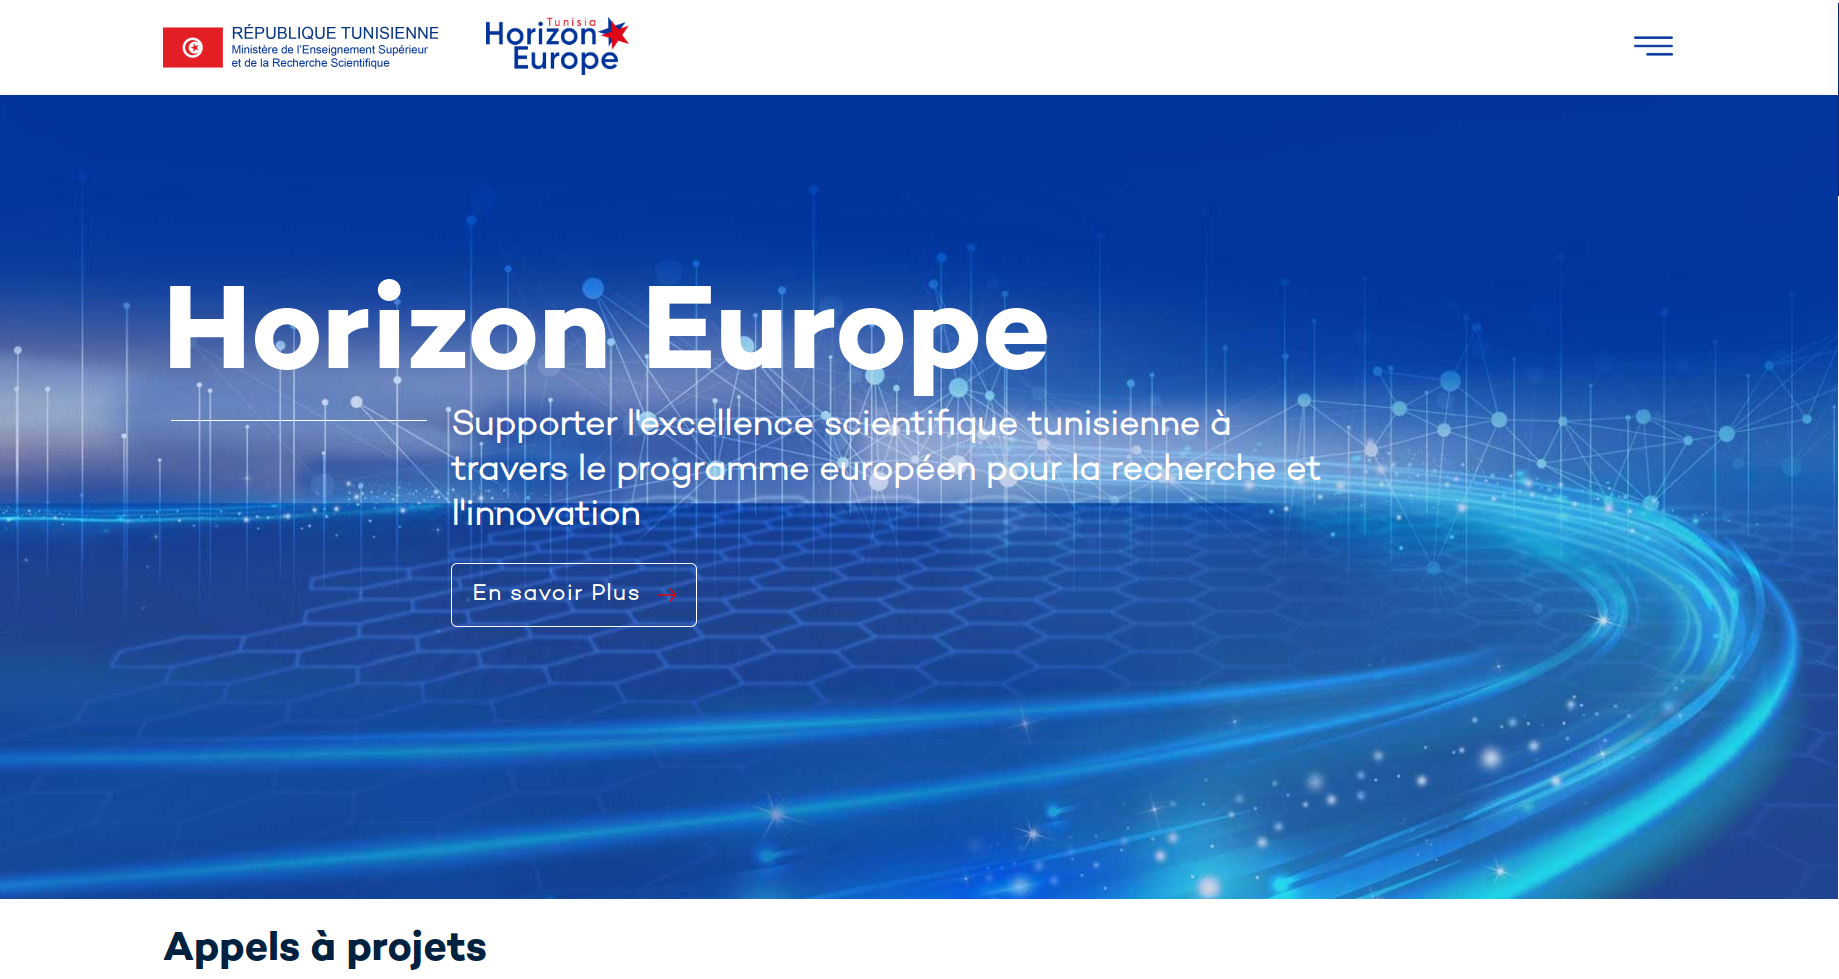 RÉPUBLIQUE TUNISIENNE
Ministère de l'Enseignement Supérieur
et de la Recherche Scientifique
Tunisia
Horizon
Europe
Horizon Europe
Supporter l'excellence scientifique tunisienne à
travers le programme européen pour la recherche et
l'innovation
En savoir Plus
Appels à projets